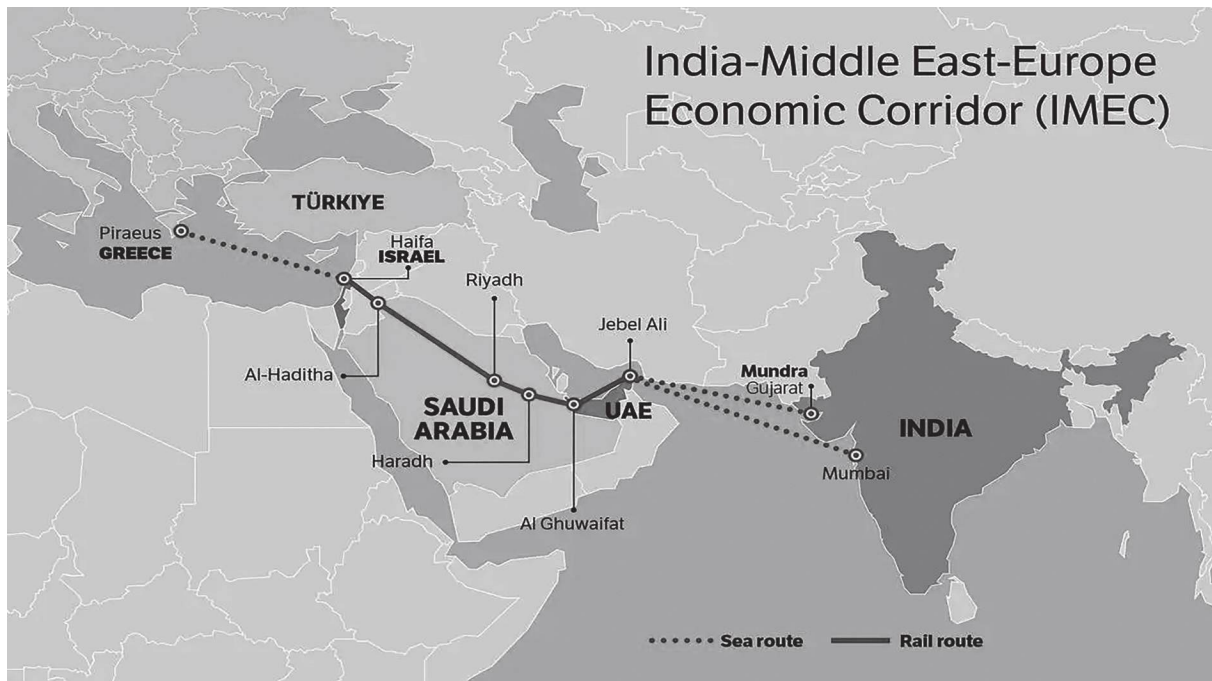 India-Middle East-Europe
Economic Corridor (IMEC)
TÜRKIYE
Piraeus
GREECE
Haifa
ISRAEL
Riyadh
Jebel Ali
Al-Haditha
Mundra
Gujarat
SAUDI
ARABIA
UAE
INDIA
Haradh
Mumbai
Al Ghuwaifat
Sea route
Rail route